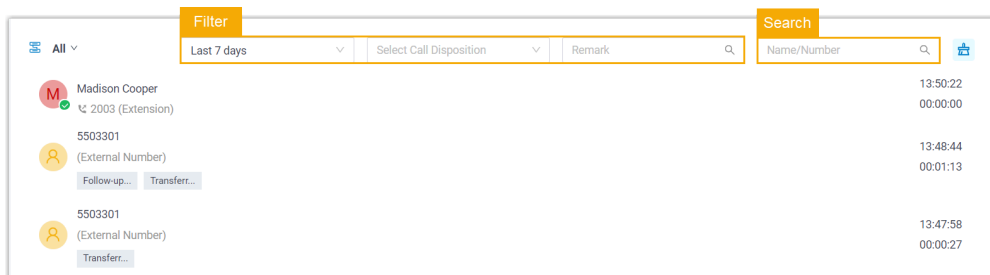 Filter
Search
All
Last 7 days
Select Call Disposition
Remark
Name/Number
M
Madison Cooper
13:50:22
2003 (Extension)
00:00:00
5503301
13:48:44
(External Number)
00:01:13
Follow-up... Transferr...
5503301
13:47:58
(External Number)
00:00:27
Transferr...